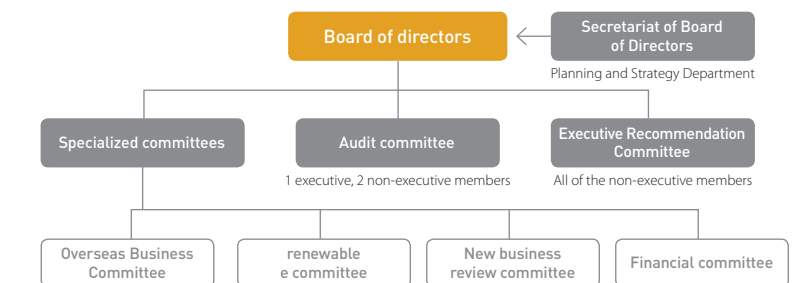 Board of directors
Secretariat of Board
of Directors
Planning and Strategy Department
Specialized committees
Audit committee
Executive Recommendation
Committee
1 executive, 2 non-executive members
All of the non-executive members
Overseas Business
Committee
renewable
e committee
New business
review committee
Financial committee